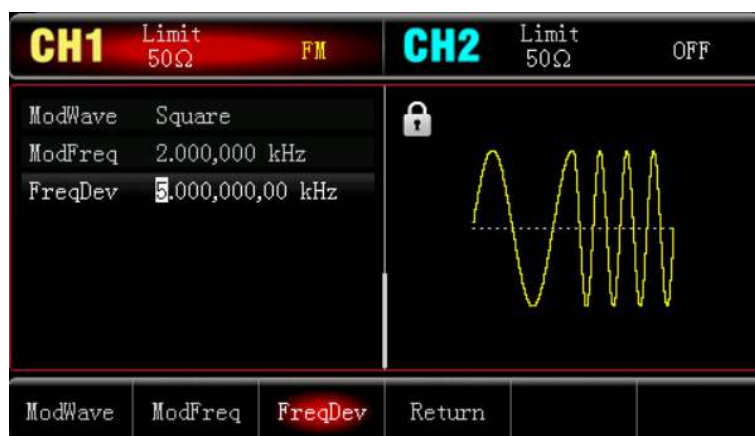 CH1 Limit 50Ω FM CH2 Limit 50Ω OFF
ModWave Square
ModFreq 2.000,000 kHz
FreqDev 5.000,000,00 kHz
ModWave ModFreq FreqDev Return